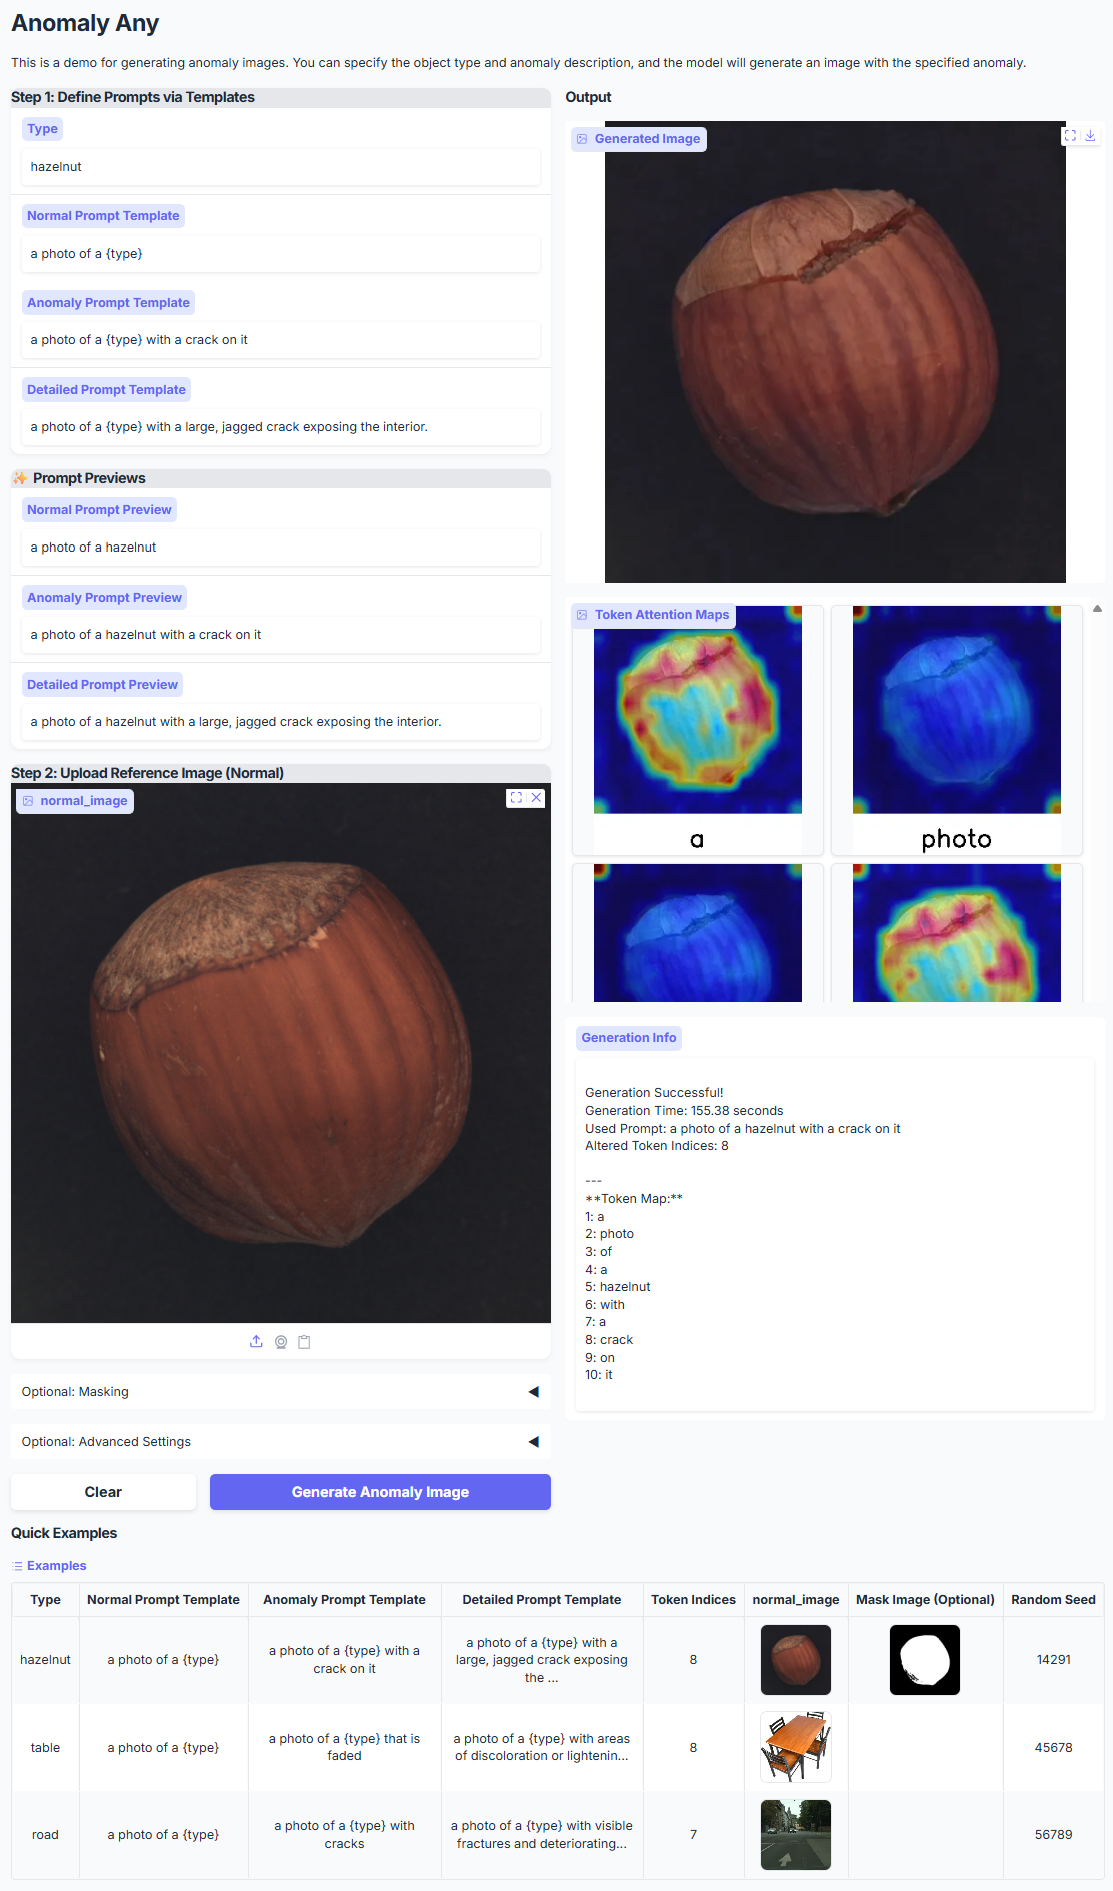 Anomaly Any
This is a demo for generating anomaly images. You can specify the object type and anomaly description, and the model will generate an image with the specified anomaly.
Step 1: Define Prompts via Templates
Type
hazelnut
Normal Prompt Template
a photo of a {type}
Anomaly Prompt Template
a photo of a {type} with a crack on it
Detailed Prompt Template
a photo of a {type} with a large, jagged crack exposing the interior.
✨ Prompt Previews
Normal Prompt Preview
a photo of a hazelnut
Anomaly Prompt Preview
a photo of a hazelnut with a crack on it
Detailed Prompt Preview
a photo of a hazelnut with a large, jagged crack exposing the interior.
Step 2: Upload Reference Image (Normal)
normal_image
Optional: Masking
Optional: Advanced Settings
Clear
Generate Anomaly Image
Output
Generated Image
Token Attention Maps
a
photo
Generation Info
Generation Successful!
Generation Time: 155.38 seconds
Used Prompt: a photo of a hazelnut with a crack on it
Altered Token Indices: 8
---
**Token Map:**
1: a
2: photo
3: of
4: a
5: hazelnut
6: with
7: a
8: crack
9: on
10: it
Quick Examples
Examples
Type Normal Prompt Template Anomaly Prompt Template Detailed Prompt Template Token Indices normal_image Mask Image (Optional) Random Seed
hazelnut
a photo of a {type}
a photo of a {type} with a
crack on it
a photo of a {type} with a
large, jagged crack exposing
the ...
8
14291
table
a photo of a {type}
a photo of a {type} that is
faded
a photo of a {type} with areas
of discoloration or lightenin...
8
45678
road
a photo of a {type}
a photo of a {type} with
cracks
a photo of a {type} with visible
fractures and deteriorating...
7
56789